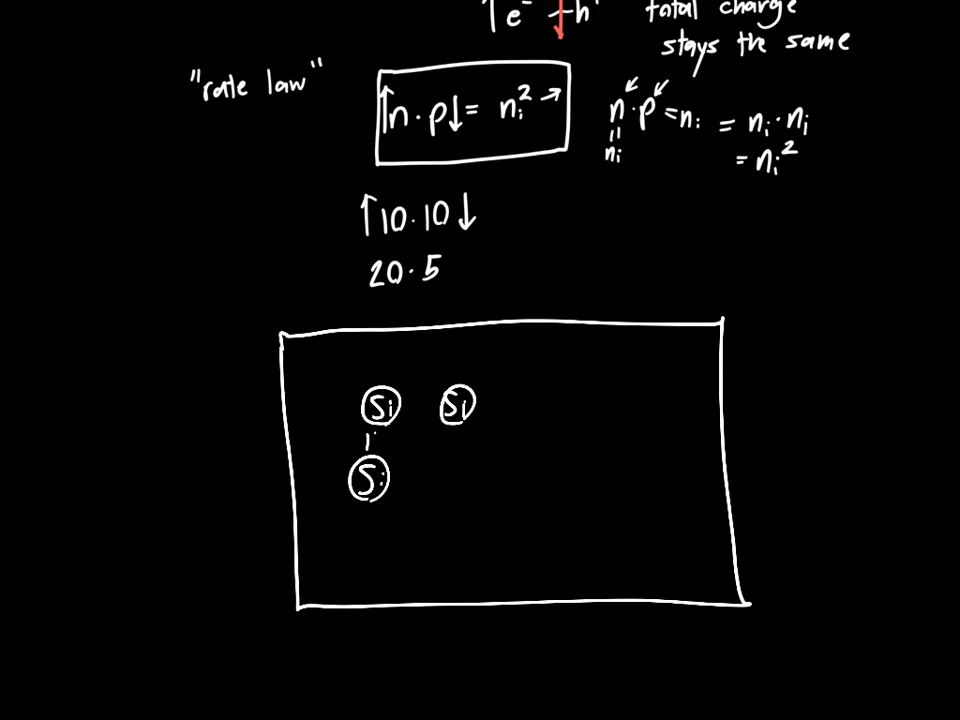 ↑e⁻ ↓h⁺ total charge
stays the same
"rate law"
↑n · p↓ = nᵢ² →
n · p = nᵢ = nᵢ · nᵢ
॥
nᵢ = nᵢ²
↑10 · 10↓
20 · 5
Si Si
Si